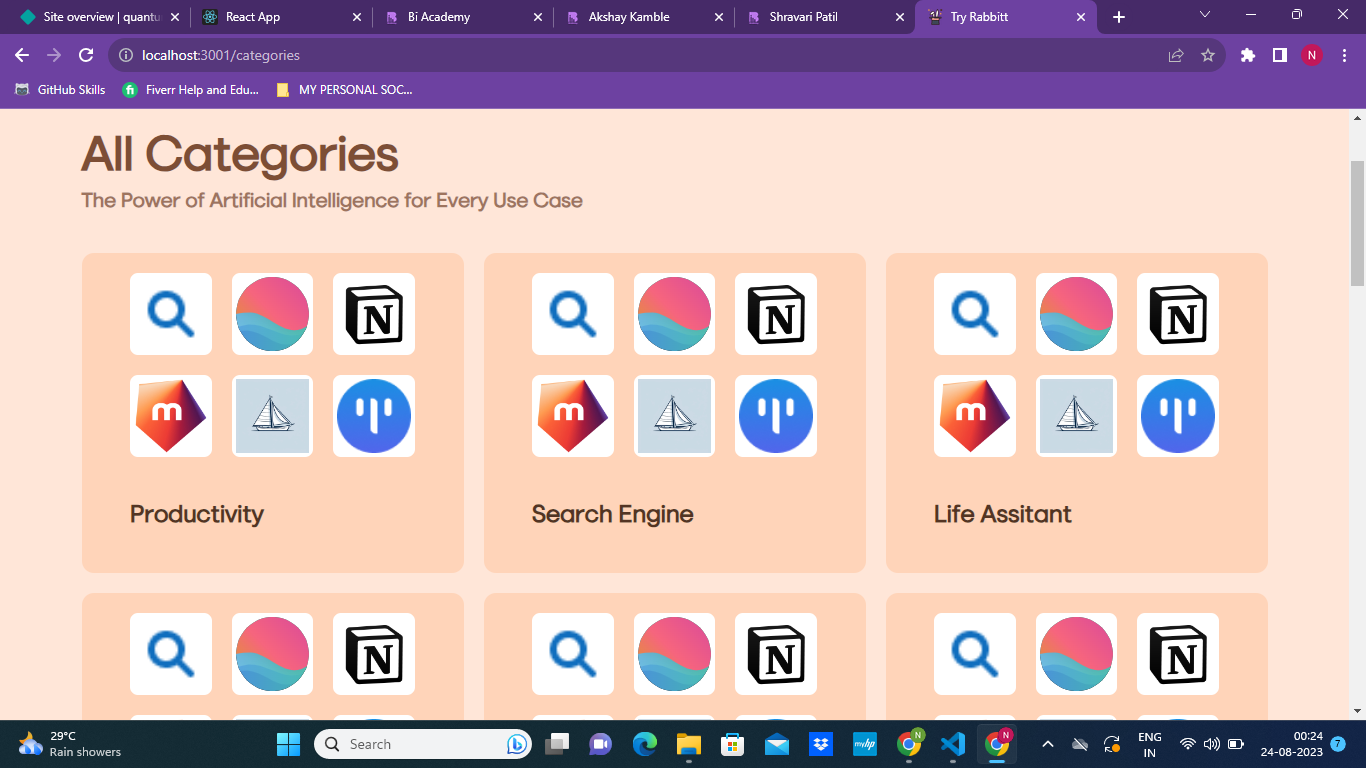 Site overview | quantu
React App
Bi Academy
Akshay Kamble
Shravari Patil
Try Rabbitt
localhost:3001/categories
N
GitHub Skills
fi
Fiverr Help and Edu...
MY PERSONAL SOC...
All Categories
The Power of Artificial Intelligence for Every Use Case
N
N
N
m
m
m
Productivity
Search Engine
Life Assitant
N
N
N
29°C
Rain showers
Search
myhp
N
N
ENG
IN
00:24
24-08-2023
7